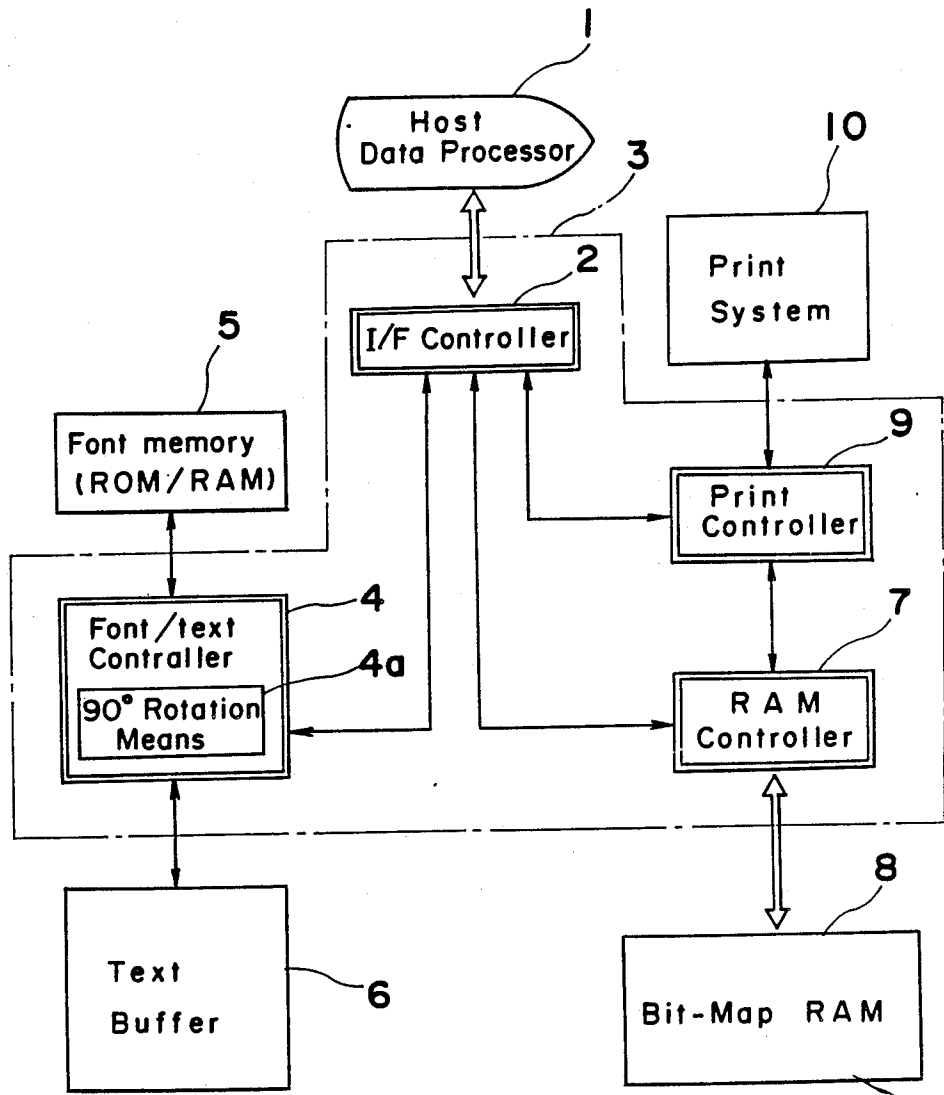 1
Host
Data Processor
10
3
Print
System
2
I/F Controller
5
Font memory
(ROM/RAM)
9
Print
Controller
4
Font/text
Contraller
4a
90° Rotation
Means
7
RAM
Controller
8
Text
Buffer
6
Bit-Map RAM